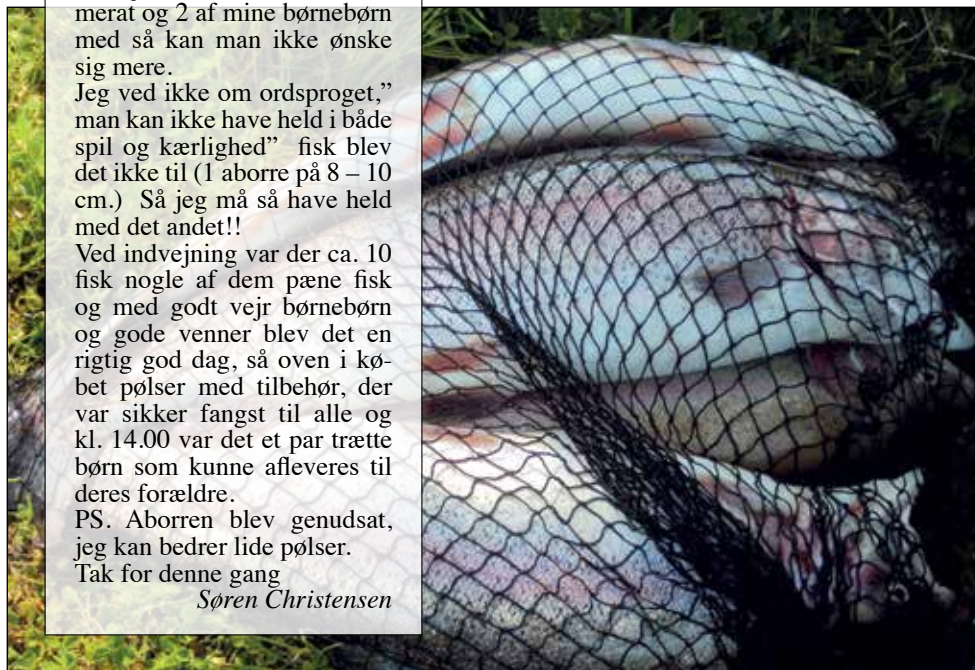 merat og 2 af mine børnebørn
med så kan man ikke ønske
sig mere.
Jeg ved ikke om ordsproget,”
man kan ikke have held i både
spil og kærlighed” fisk blev
det ikke til (1 aborre på 8 – 10
cm.) Så jeg må så have held
med det andet!!
Ved indvejning var der ca. 10
fisk nogle af dem pæne fisk
og med godt vejr børnebørn
og gode venner blev det en
rigtig god dag, så oven i kø-
bet pølser med tilbehør, der
var sikker fangst til alle og
kl. 14.00 var det et par trætte
børn som kunne afleveres til
deres forældre.
PS. Aborren blev genudsat,
jeg kan bedrer lide pølser.
Tak for denne gang
Søren Christensen